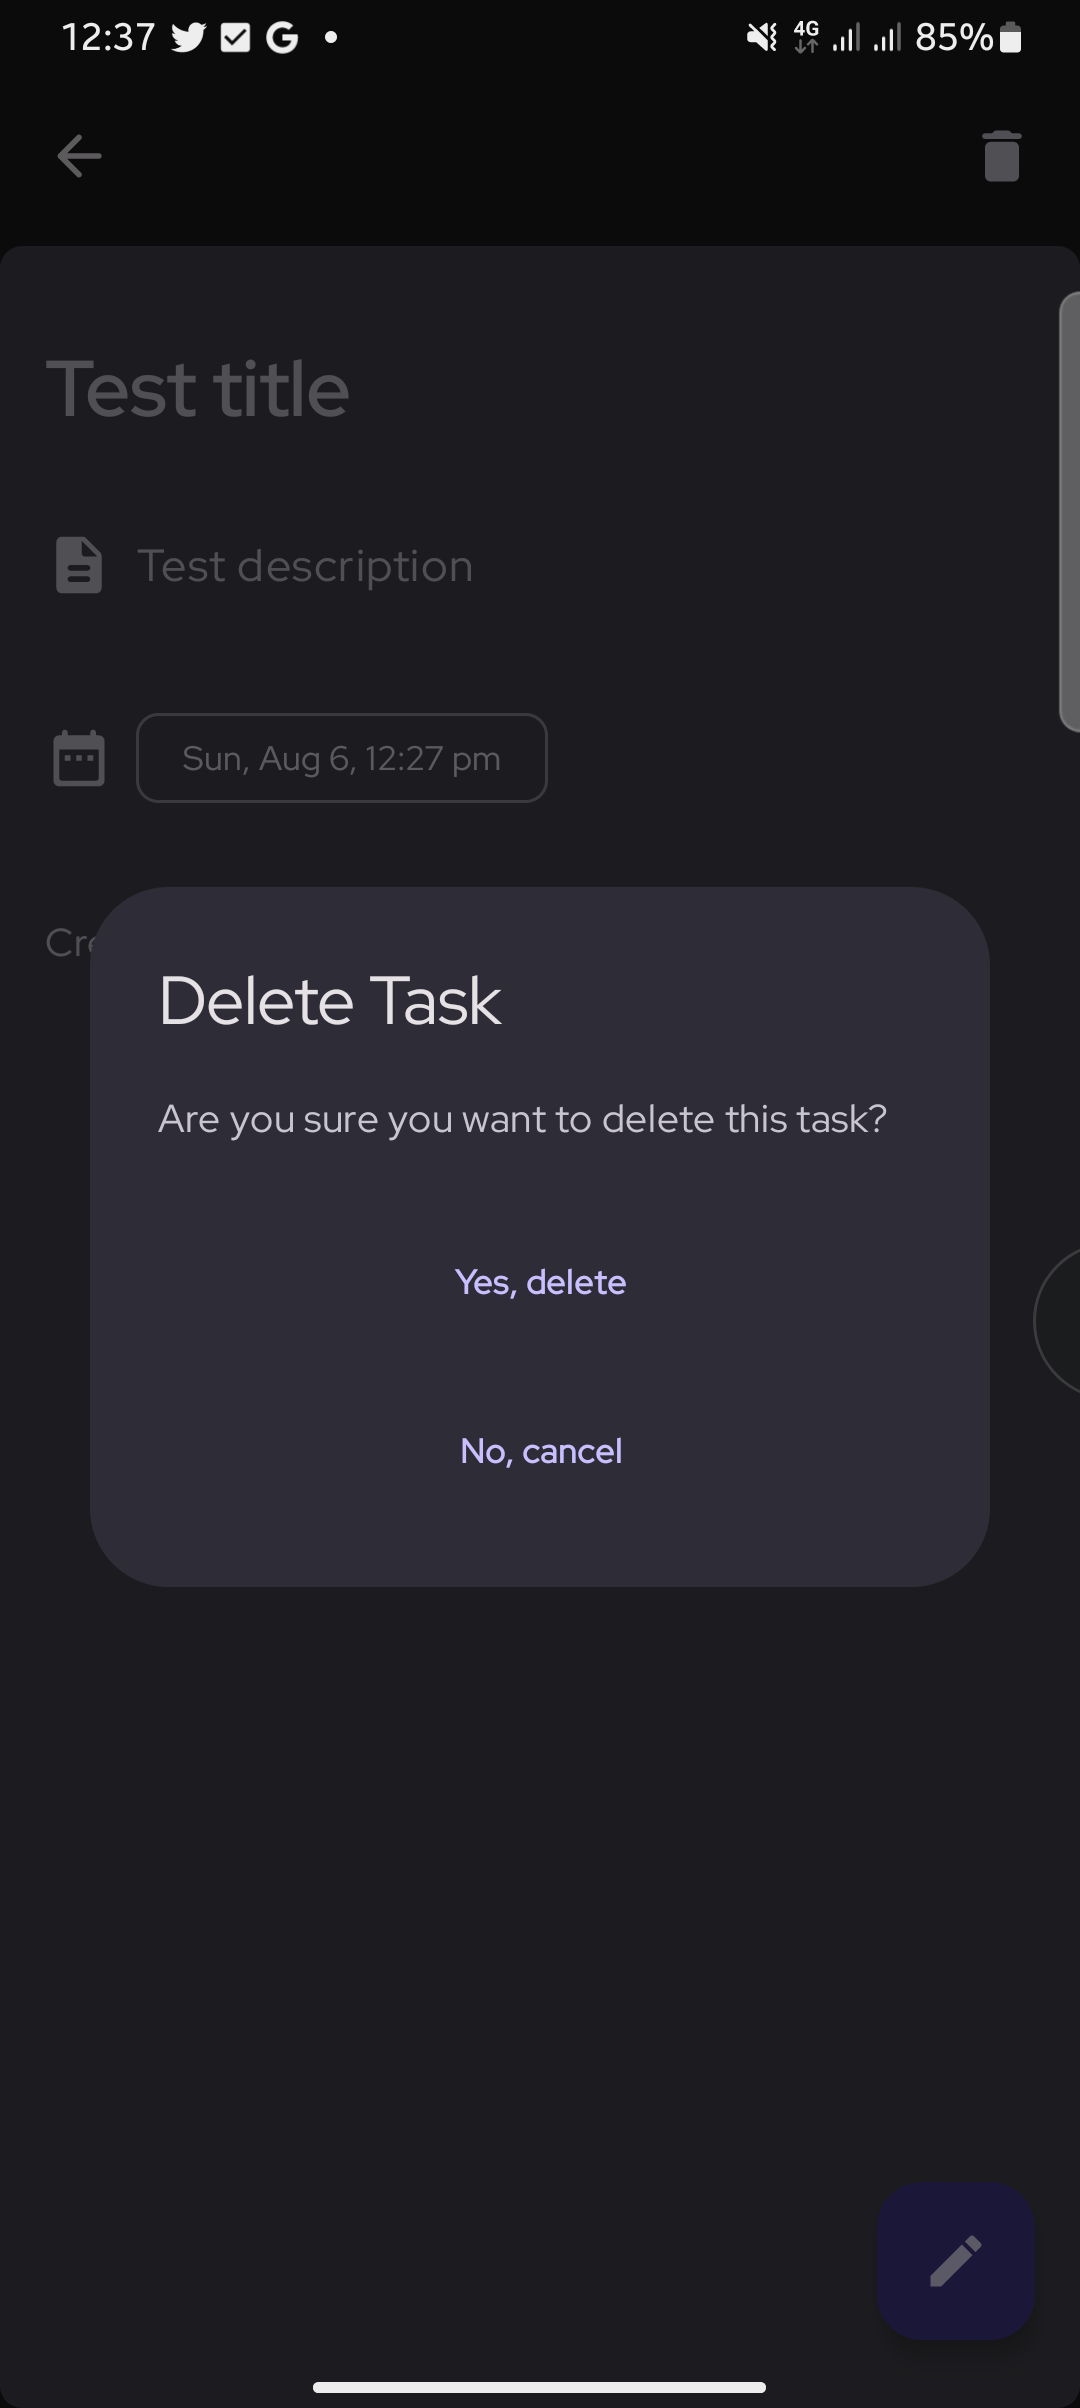 12:37
4G 85%
Test title
Test description
Sun, Aug 6, 12:27 pm
Delete Task
Are you sure you want to delete this task?
Yes, delete
No, cancel